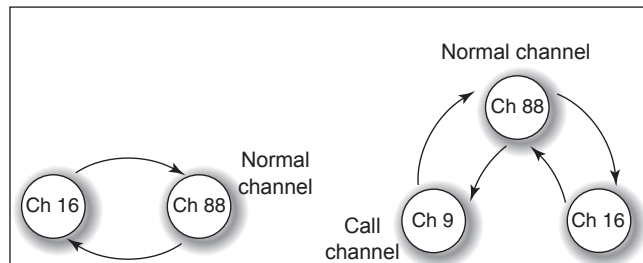 Ch 16
Ch 88
Normal
channel
Normal channel
Ch 88
Ch 9
Call
channel
Ch 16